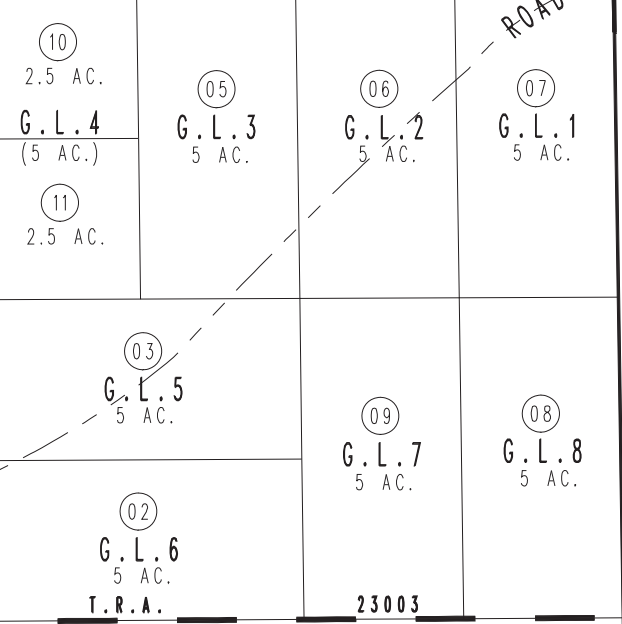 ROAD
10
2.5 AC.
G.L.4
(5 AC.)
11
2.5 AC.
05
G.L.3
5 AC.
06
G.L.2
5 AC.
07
G.L.1
5 AC.
03
G.L.5
5 AC.
09
G.L.7
5 AC.
08
G.L.8
5 AC.
02
G.L.6
5 AC.
T.R.A. 23003